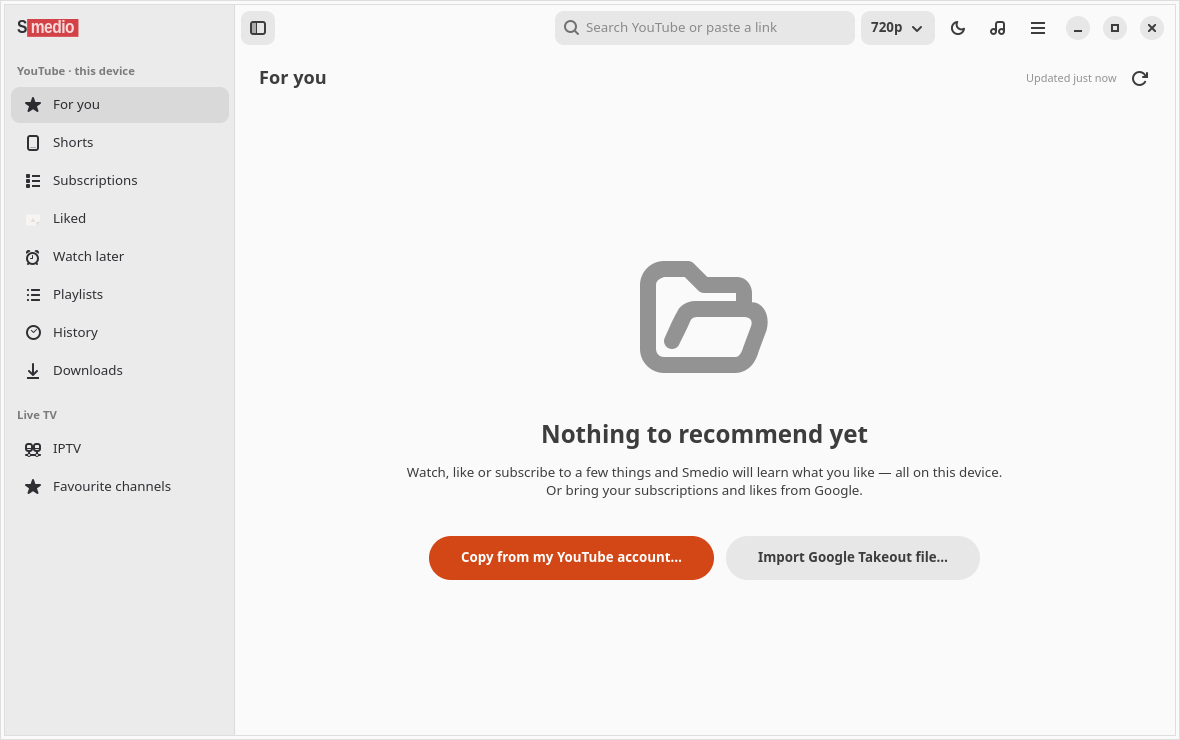 Smedio
YouTube · this device
For you
Shorts
Subscriptions
Liked
Watch later
Playlists
History
Downloads
Live TV
IPTV
Favourite channels
Search YouTube or paste a link
720p
For you
Updated just now
Nothing to recommend yet
Watch, like or subscribe to a few things and Smedio will learn what you like — all on this device.
Or bring your subscriptions and likes from Google.
Copy from my YouTube account…
Import Google Takeout file…